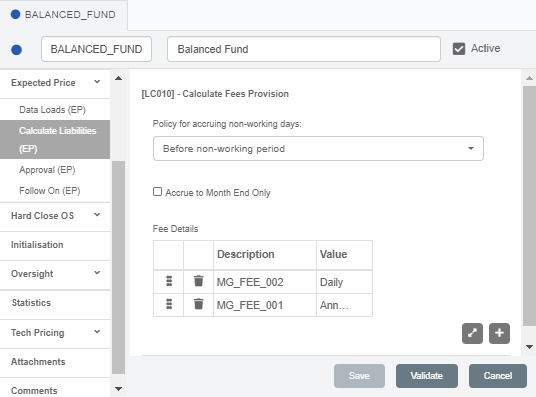 BALANCED_FUND
BALANCED_FUND
Balanced Fund
Active
Expected Price
Data Loads (EP)
Calculate Liabilities
(EP)
Approval (EP)
Follow On (EP)
Hard Close OS
Initialisation
Oversight
Statistics
Tech Pricing
Attachments
Comments
[LC010] - Calculate Fees Provision
Policy for accruing non-working days:
Before non-working period
Accrue to Month End Only
Fee Details
Description Value
MG_FEE_002 Daily
MG_FEE_001 Ann...
Save Validate Cancel